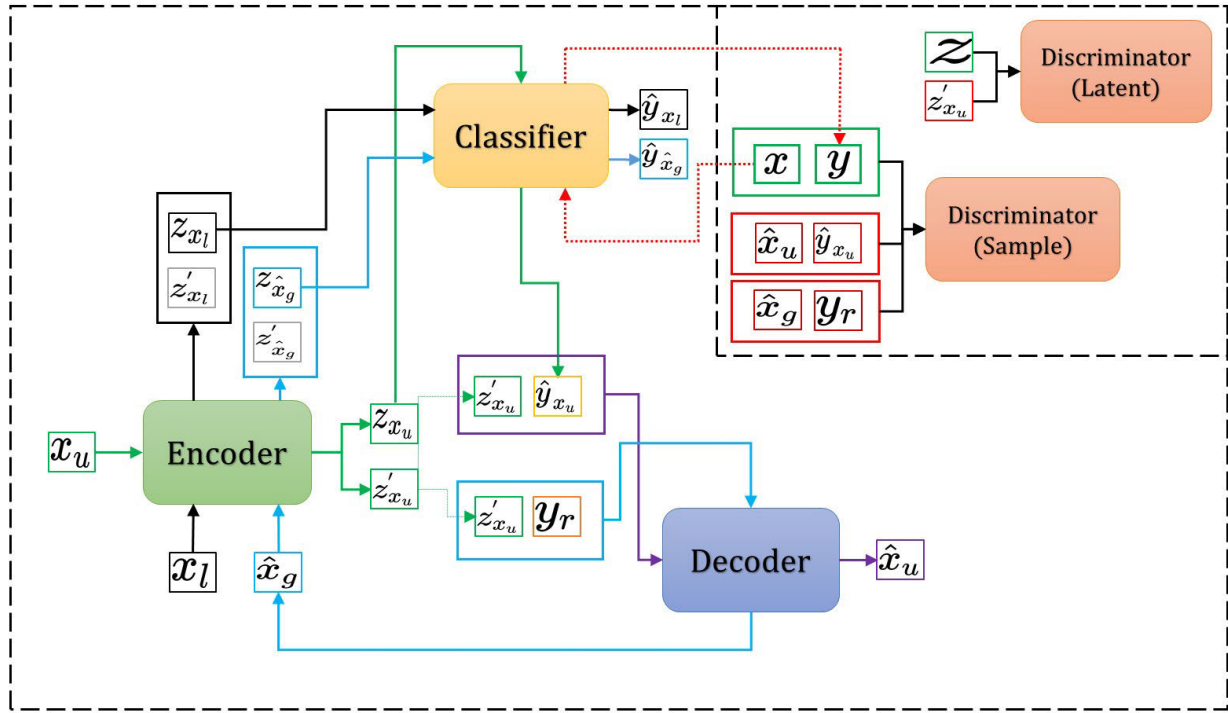 Classifier
ŷ_{x_l}
ŷ_{x̂_g}
z
z'_{x_u}
Discriminator
(Latent)
x y
x̂_u ŷ_{x_u}
x̂_g y_r
Discriminator
(Sample)
z_{x_l}
z'_{x_l}
z_{x̂_g}
z'_{x̂_g}
x_u
Encoder
z_{x_u}
z'_{x_u}
z'_{x_u} ŷ_{x_u}
z'_{x_u} y_r
x_l
x̂_g
Decoder
x̂_u